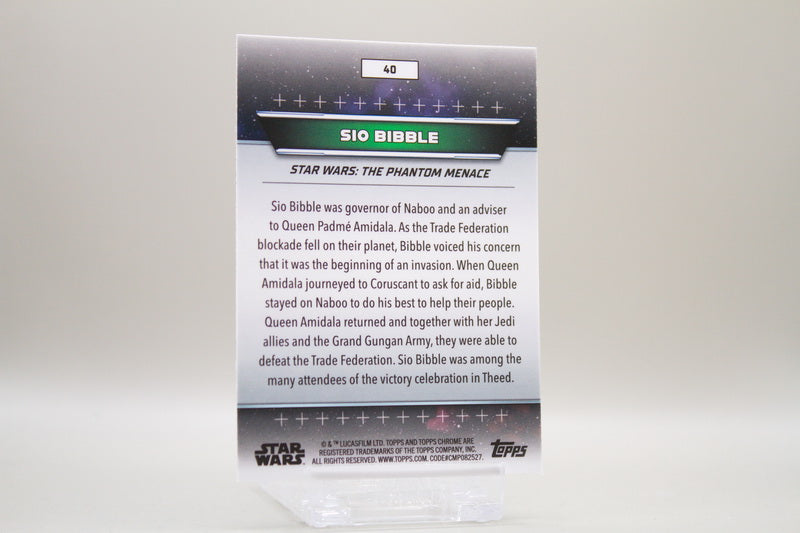 40
SIO BIBBLE
STAR WARS: THE PHANTOM MENACE
Sio Bibble was governor of Naboo and an adviser
to Queen Padmé Amidala. As the Trade Federation
blockade fell on their planet, Bibble voiced his concern
that it was the beginning of an invasion. When Queen
Amidala journeyed to Coruscant to ask for aid, Bibble
stayed on Naboo to do his best to help their people.
Queen Amidala returned and together with her Jedi
allies and the Grand Gungan Army, they were able to
defeat the Trade Federation. Sio Bibble was among the
many attendees of the victory celebration in Theed.
STAR
WARS
© & ™ LUCASFILM LTD. TOPPS AND TOPPS CHROME ARE
REGISTERED TRADEMARKS OF THE TOPPS COMPANY, INC.
ALL RIGHTS RESERVED. WWW.TOPPS.COM. CODE#CMP082527.
Topps